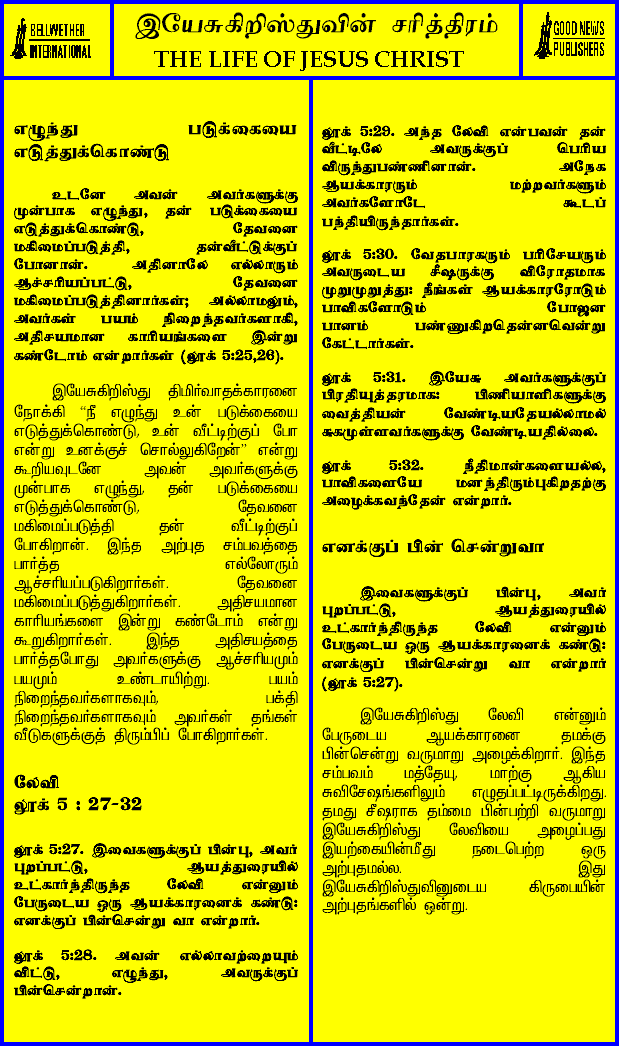 BELLWETHER
INTERNATIONAL
இயேசுகிறிஸ்துவின் சரித்திரம்
THE LIFE OF JESUS CHRIST
GOOD NEWS
PUBLISHERS
எழுந்து படுக்கையை
எடுத்துக்கொண்டு
உடனே அவன் அவர்களுக்கு
முன்பாக எழுந்து, தன் படுக்கையை
எடுத்துக்கொண்டு, தேவனை
மகிமைப்படுத்தி, தன்வீட்டுக்குப்
போனான். அதினாலே எல்லாரும்
ஆச்சரியப்பட்டு, தேவனை
மகிமைப்படுத்தினார்கள்; அல்லாமலும்,
அவர்கள் பயம் நிறைந்தவர்களாகி,
அதிசயமான காரியங்களை இன்று
கண்டோம் என்றார்கள் (லூக் 5:25,26).
இயேசுகிறிஸ்து திமிர்வாதக்காரனை
நோக்கி "நீ எழுந்து உன் படுக்கையை
எடுத்துக்கொண்டு, உன் வீட்டிற்குப் போ
என்று உனக்குச் சொல்லுகிறேன்" என்று
கூறியவுடனே அவன் அவர்களுக்கு
முன்பாக எழுந்து, தன் படுக்கையை
எடுத்துக்கொண்டு, தேவனை
மகிமைப்படுத்தி தன் வீட்டிற்குப்
போகிறான். இந்த அற்புத சம்பவத்தை
பார்த்த எல்லோரும்
ஆச்சரியப்படுகிறார்கள். தேவனை
மகிமைப்படுத்துகிறார்கள். அதிசயமான
காரியங்களை இன்று கண்டோம் என்று
கூறுகிறார்கள். இந்த அதிசயத்தை
பார்த்தபோது அவர்களுக்கு ஆச்சரியமும்
பயமும் உண்டாயிற்று. பயம்
நிறைந்தவர்களாகவும், பக்தி
நிறைந்தவர்களாகவும் அவர்கள் தங்கள்
வீடுகளுக்குத் திரும்பிப் போகிறார்கள்.
லேவி
லூக் 5 : 27-32
லூக் 5:27. இவைகளுக்குப் பின்பு, அவர்
புறப்பட்டு, ஆயத்துறையில்
உட்கார்ந்திருந்த லேவி என்னும்
பேருடைய ஒரு ஆயக்காரனைக் கண்டு:
எனக்குப் பின்சென்று வா என்றார்.
லூக் 5:28. அவன் எல்லாவற்றையும்
விட்டு, எழுந்து, அவருக்குப்
பின்சென்றான்.
லூக் 5:29. அந்த லேவி என்பவன் தன்
வீட்டிலே அவருக்குப் பெரிய
விருந்துபண்ணினான். அநேக
ஆயக்காரரும் மற்றவர்களும்
அவர்களோடே கூடப்
பந்தியிருந்தார்கள்.
லூக் 5:30. வேதபாரகரும் பரிசேயரும்
அவருடைய சீஷருக்கு விரோதமாக
முறுமுறுத்து: நீங்கள் ஆயக்காரரோடும்
பாவிகளோடும் போஜன
பானம் பண்ணுகிறதென்னவென்று
கேட்டார்கள்.
லூக் 5:31. இயேசு அவர்களுக்குப்
பிரதியுத்தரமாக: பிணியாளிகளுக்கு
வைத்தியன் வேண்டியதேயல்லாமல்
சுகமுள்ளவர்களுக்கு வேண்டியதில்லை.
லூக் 5:32. நீதிமான்களையல்ல,
பாவிகளையே மனந்திரும்புகிறதற்கு
அழைக்கவந்தேன் என்றார்.
எனக்குப் பின் சென்றுவா
இவைகளுக்குப் பின்பு, அவர்
புறப்பட்டு, ஆயத்துறையில்
உட்கார்ந்திருந்த லேவி என்னும்
பேருடைய ஒரு ஆயக்காரனைக் கண்டு:
எனக்குப் பின்சென்று வா என்றார்
(லூக் 5:27).
இயேசுகிறிஸ்து லேவி என்னும்
பேருடைய ஆயக்காரனை தமக்கு
பின்சென்று வருமாறு அழைக்கிறார். இந்த
சம்பவம் மத்தேயு, மாற்கு ஆகிய
சுவிசேஷங்களிலும் எழுதப்பட்டிருக்கிறது.
தமது சீஷராக தம்மை பின்பற்றி வருமாறு
இயேசுகிறிஸ்து லேவியை அழைப்பது
இயற்கையின்மீது நடைபெற்ற ஒரு
அற்புதமல்ல. இது
இயேசுகிறிஸ்துவினுடைய கிருபையின்
அற்புதங்களில் ஒன்று.